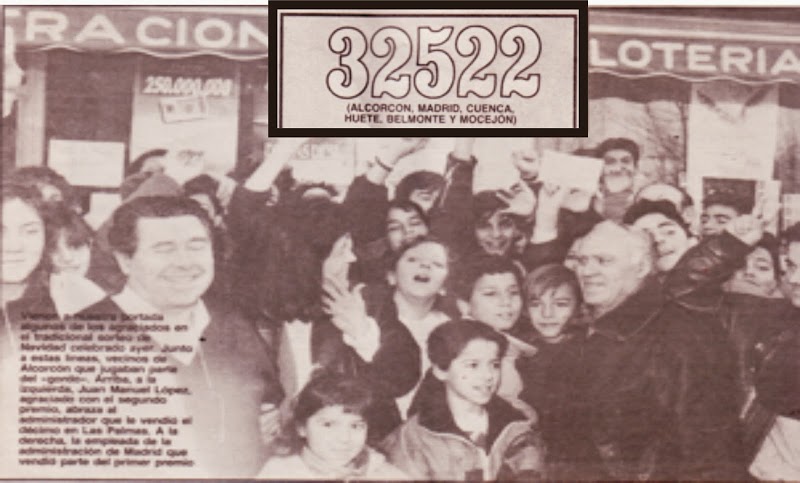 TRACION
LOTERIA
250.000.000
32522
(ALCORCON, MADRID, CUENCA,
HUETE, BELMONTE Y MOCEJÓN)
Vienen a nuestra portada
algunos de los agraciados en
el tradicional sorteo de
Navidad celebrado ayer. Junto
a estas líneas, vecinos de
Alcorcón que jugaban parte
del «gordo». Arriba, a la
izquierda, Juan Manuel López,
agraciado con el segundo
premio, abraza al
administrador que le vendió el
décimo en Las Palmas. A la
derecha, la empleada de la
administración de Madrid que
vendió parte del primer premio